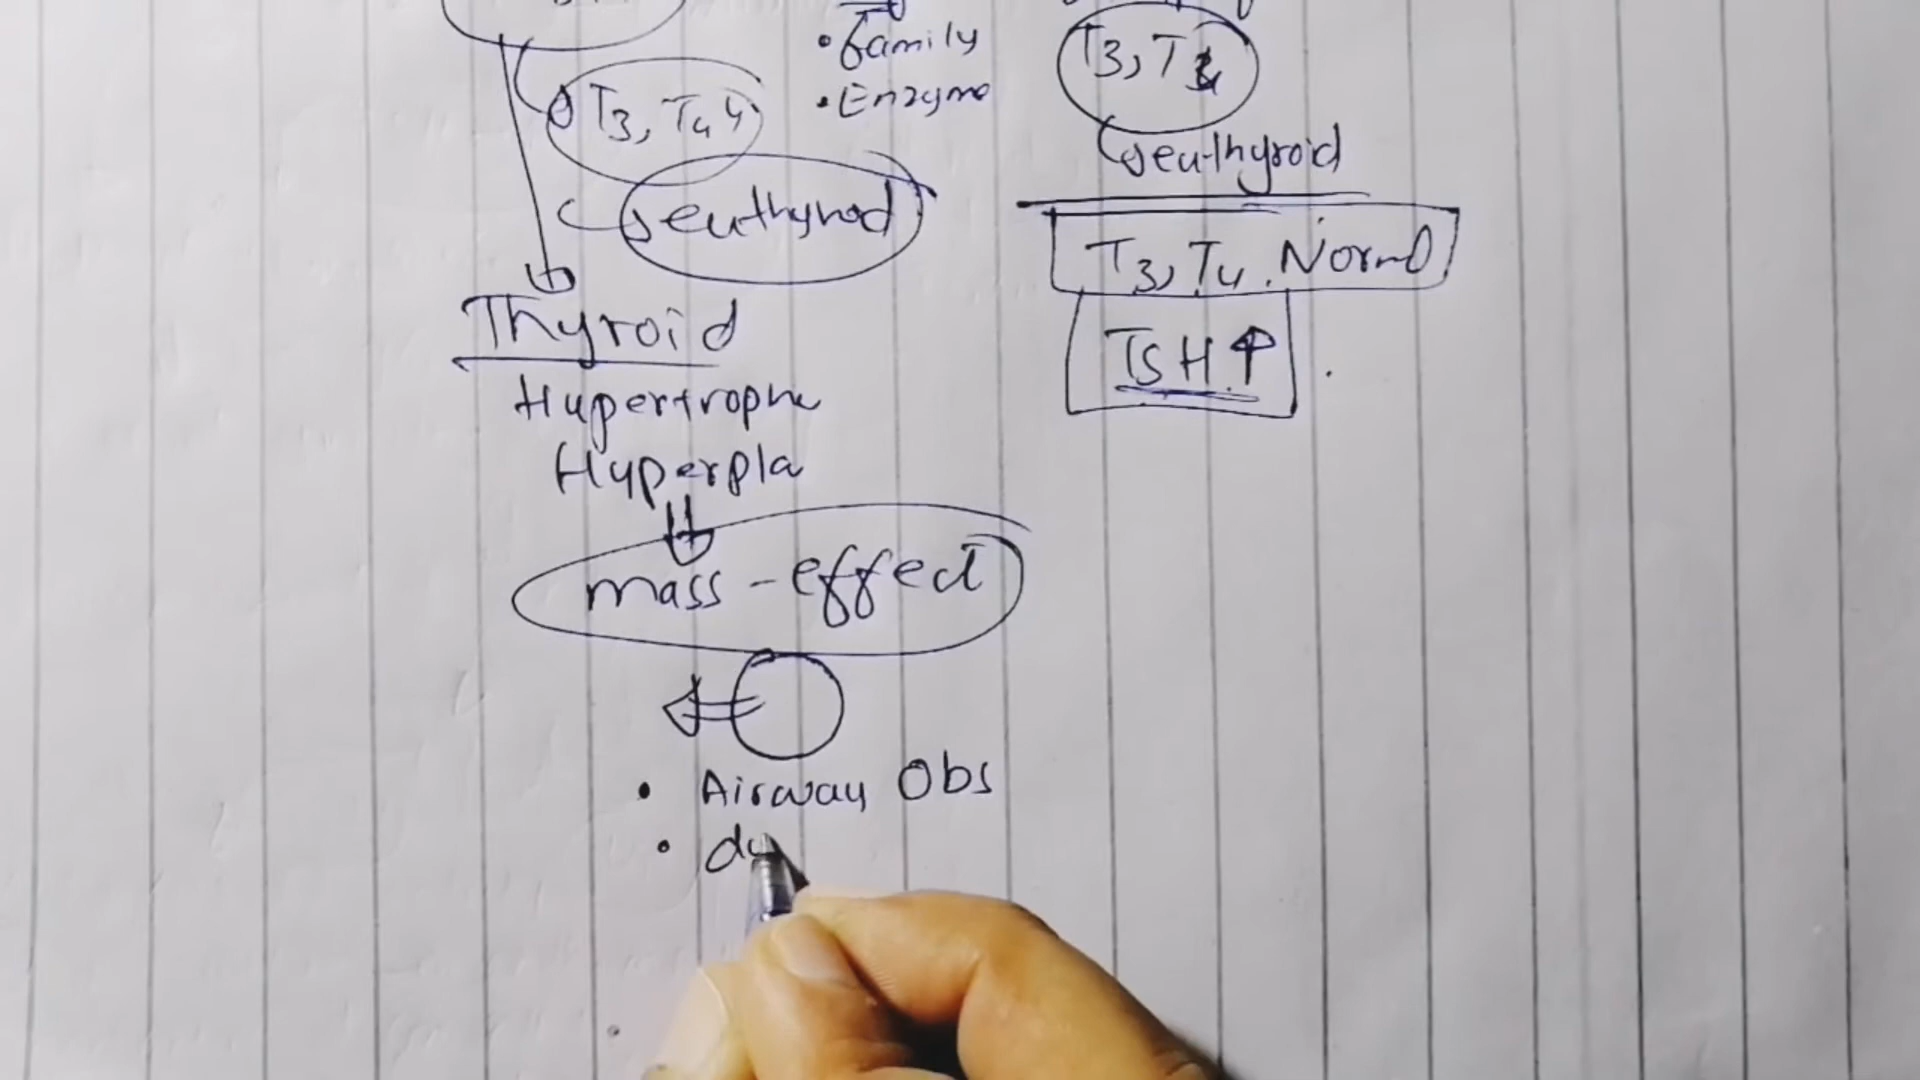 family
Enzyme
T3, T4
T3, T4
euthyroid
euthyroid
T3, T4. Normal
TSH ↑
Thyroid
Hypertrophy
Hyperpla
mass - effect
• Airway Obs
• dy